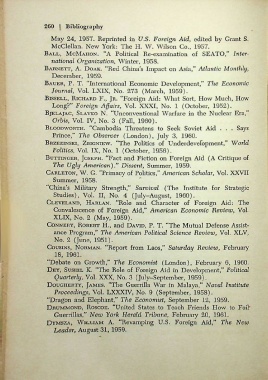 260 | Bibliography
May 24, 1957. Reprinted in U.S. Foreign Aid, edited by Grant S.
McClellan. New York: The H. W. Wilson Co., 1957.
BALL, MCMAHON. "A Political Re-examination of SEATO," Inter-
national Organization, Winter, 1958.
BARNETT, A. DOAK. "Red China's Impact on Asia," Atlantic Monthly,
December, 1959.
BAUER, P. T. "International Economic Development," The Economic
Journal, Vol. LXIX, No. 273 (March, 1959).
BISSELL, RICHARD F., Jr. "Foreign Aid: What Sort, How Much, How
Long?" Foreign Affairs, Vol. XXXI, No. 1 (October, 1952).
BJELAJAC, SLAVKO N. "Unconventional Warfare in the Nuclear Era,"
Orbis, Vol. IV, No. 3 (Fall, 1960).
BLOODWORTH. "Cambodia Threatens to Seek Soviet Aid . . . Says
Prince," The Observer (London), July 3, 1960.
BRZEZINSKI, ZBIGNIEW. "The Politics of Underdevelopment," World
Politics, Vol. IX, No. 1 (October, 1956).
BUTTINGER, JOSEPH. "Fact and Fiction on Foreign Aid (A Critique of
The Ugly American)," Dissent, Summer, 1959.
CARLETON, W. G. "Primacy of Politics," American Scholar, Vol. XXVII
Summer, 1958.
"China's Military Strength," Survival (The Institute for Strategic
Studies), Vol. II, No. 4 (July–August, 1960).
CLEVELAND, HARLAN. "Role and Character of Foreign Aid: The
Convalescence of Foreign Aid," American Economic Review, Vol.
XLIX, No. 2 (May, 1959).
CONNERY, ROBERT H., and DAVID, P. T. "The Mutual Defense Assist-
ance Program," The American Political Science Review, Vol. XLV,
No. 2 (June, 1951).
COUSINS, NORMAN. "Report from Laos," Saturday Review, February
18, 1961.
"Debate on Growth," The Economist (London), February 6, 1960.
DEY, SUSHIL K. "The Role of Foreign Aid in Development," Political
Quarterly, Vol. XXX, No. 3 (July–September, 1959).
DOUGHERTY, JAMES. "The Guerrilla War in Malaya," Naval Institute
Proceedings, Vol. LXXXIV, No. 9 (September, 1958).
"Dragon and Elephant," The Economist, September 12, 1959.
DRUMMOND, ROSCOE. "United States to Teach Friends How to Foil
Guerrillas," New York Herald Tribune, February 20, 1961.
DYMSZA, WILLIAM A. "Revamping U.S. Foreign Aid," The New
Leader, August 31, 1959.